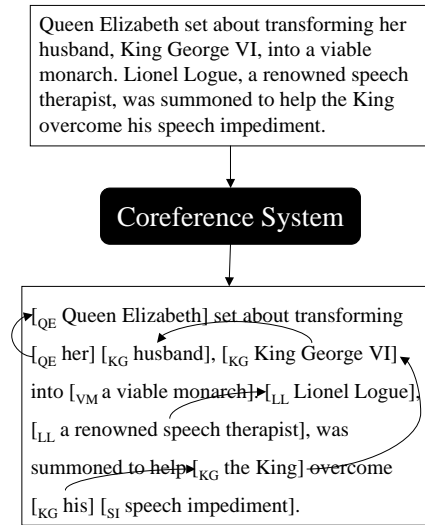 Queen Elizabeth set about transforming her
husband, King George VI, into a viable
monarch. Lionel Logue, a renowned speech
therapist, was summoned to help the King
overcome his speech impediment.
Coreference System
[QE Queen Elizabeth] set about transforming
[QE her] [KG husband], [KG King George VI]
into [VM a viable monarch]. [LL Lionel Logue],
[LL a renowned speech therapist], was
summoned to help [KG the King] overcome
[KG his] [SI speech impediment].